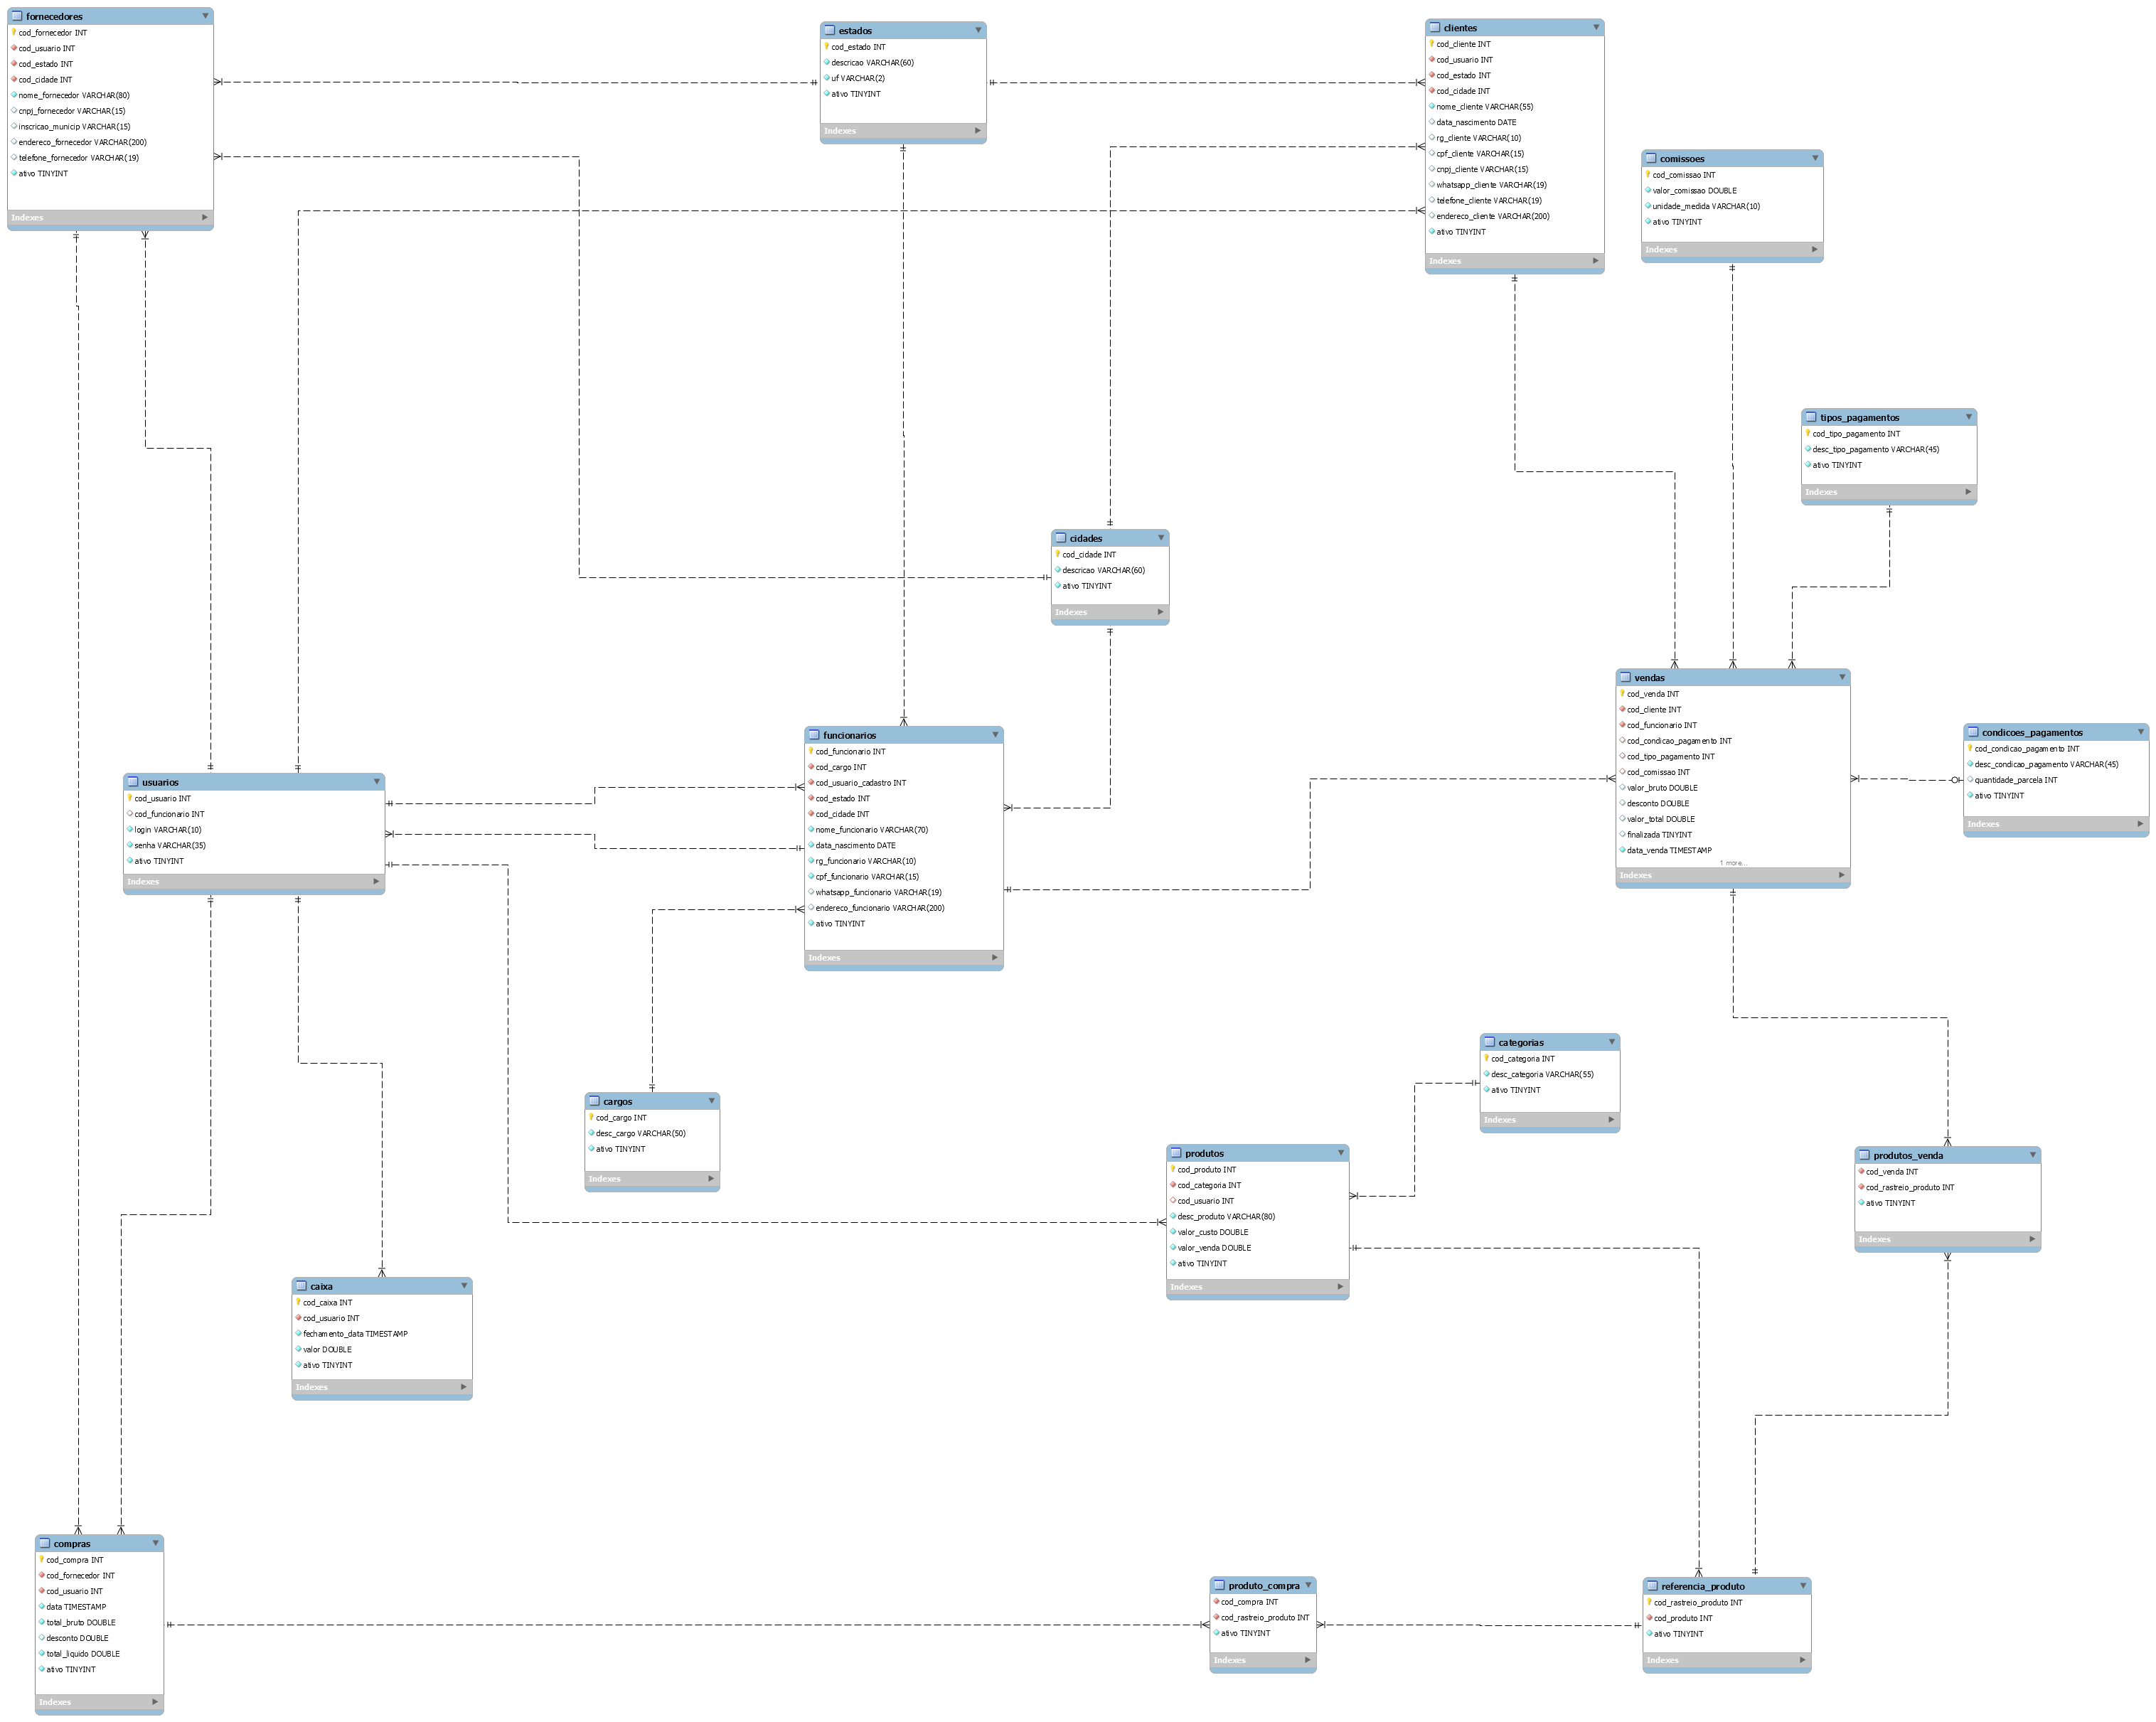 fornecedores
cod_fornecedor INT
cod_usuario INT
cod_estado INT
cod_cidade INT
nome_fornecedor VARCHAR(80)
cnpj_fornecedor VARCHAR(15)
inscricao_municip VARCHAR(15)
endereco_fornecedor VARCHAR(200)
telefone_fornecedor VARCHAR(19)
ativo TINYINT
Indexes
estados
cod_estado INT
descricao VARCHAR(60)
uf VARCHAR(2)
ativo TINYINT
Indexes
clientes
cod_cliente INT
cod_usuario INT
cod_estado INT
cod_cidade INT
nome_cliente VARCHAR(55)
data_nascimento DATE
rg_cliente VARCHAR(10)
cpf_cliente VARCHAR(15)
cnpj_cliente VARCHAR(15)
whatsapp_cliente VARCHAR(19)
telefone_cliente VARCHAR(19)
endereco_cliente VARCHAR(200)
ativo TINYINT
Indexes
comissoes
cod_comissao INT
valor_comissao DOUBLE
unidade_medida VARCHAR(10)
ativo TINYINT
Indexes
tipos_pagamentos
cod_tipo_pagamento INT
desc_tipo_pagamento VARCHAR(45)
ativo TINYINT
Indexes
cidades
cod_cidade INT
descricao VARCHAR(60)
ativo TINYINT
Indexes
vendas
cod_venda INT
cod_cliente INT
cod_funcionario INT
cod_condicao_pagamento INT
cod_tipo_pagamento INT
cod_comissao INT
valor_bruto DOUBLE
desconto DOUBLE
valor_total DOUBLE
finalizada TINYINT
data_venda TIMESTAMP
1 more...
Indexes
condicoes_pagamentos
cod_condicao_pagamento INT
desc_condicao_pagamento VARCHAR(45)
quantidade_parcela INT
ativo TINYINT
Indexes
funcionarios
cod_funcionario INT
cod_cargo INT
cod_usuario_cadastro INT
cod_estado INT
cod_cidade INT
nome_funcionario VARCHAR(70)
data_nascimento DATE
rg_funcionario VARCHAR(10)
cpf_funcionario VARCHAR(15)
whatsapp_funcionario VARCHAR(19)
endereco_funcionario VARCHAR(200)
ativo TINYINT
Indexes
usuarios
cod_usuario INT
cod_funcionario INT
login VARCHAR(10)
senha VARCHAR(35)
ativo TINYINT
Indexes
categorias
cod_categoria INT
desc_categoria VARCHAR(55)
ativo TINYINT
Indexes
cargos
cod_cargo INT
desc_cargo VARCHAR(50)
ativo TINYINT
Indexes
produtos
cod_produto INT
cod_categoria INT
cod_usuario INT
desc_produto VARCHAR(80)
valor_custo DOUBLE
valor_venda DOUBLE
ativo TINYINT
Indexes
produtos_venda
cod_venda INT
cod_rastreio_produto INT
ativo TINYINT
Indexes
caixa
cod_caixa INT
cod_usuario INT
fechamento_data TIMESTAMP
valor DOUBLE
ativo TINYINT
Indexes
compras
cod_compra INT
cod_fornecedor INT
cod_usuario INT
data TIMESTAMP
total_bruto DOUBLE
desconto DOUBLE
total_liquido DOUBLE
ativo TINYINT
Indexes
produto_compra
cod_compra INT
cod_rastreio_produto INT
ativo TINYINT
Indexes
referencia_produto
cod_rastreio_produto INT
cod_produto INT
ativo TINYINT
Indexes